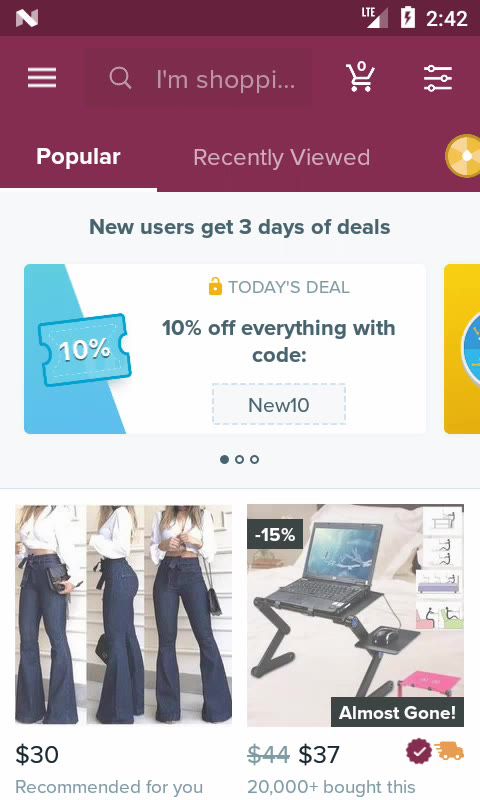 LTE
2:42
I'm shoppi...
0
Popular
Recently Viewed
New users get 3 days of deals
TODAY'S DEAL
10% off everything with
code:
10%
New10
-15%
Almost Gone!
$30
$44 $37
Recommended for you
20,000+ bought this